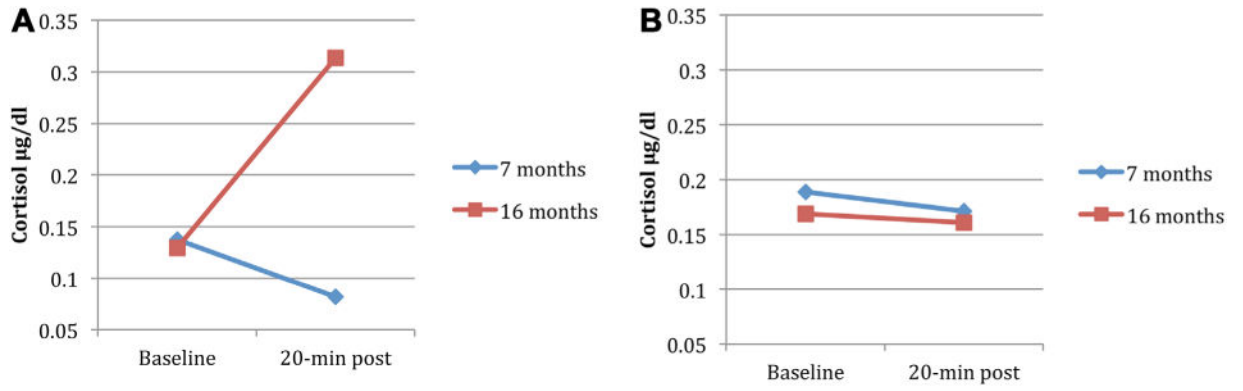 A
0.35
0.3
0.25
0.2
0.15
0.1
0.05
Cortisol µg/dl
Baseline
20-min post
7 months
16 months
B
0.35
0.3
0.25
0.2
0.15
0.1
0.05
Cortisol µg/dl
Baseline
20-min post
7 months
16 months